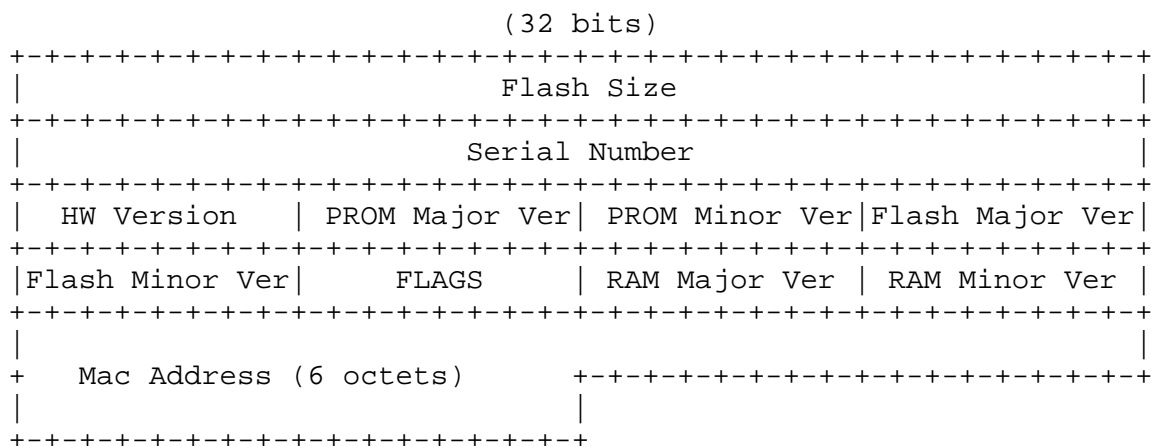 (32 bits)
+-+-+-+-+-+-+-+-+-+-+-+-+-+-+-+-+-+-+-+-+-+-+-+-+-+-+-+-+-+-+-+-+
|                           Flash Size                          |
+-+-+-+-+-+-+-+-+-+-+-+-+-+-+-+-+-+-+-+-+-+-+-+-+-+-+-+-+-+-+-+-+
|                         Serial Number                         |
+-+-+-+-+-+-+-+-+-+-+-+-+-+-+-+-+-+-+-+-+-+-+-+-+-+-+-+-+-+-+-+-+
|  HW Version   | PROM Major Ver| PROM Minor Ver|Flash Major Ver|
+-+-+-+-+-+-+-+-+-+-+-+-+-+-+-+-+-+-+-+-+-+-+-+-+-+-+-+-+-+-+-+-+
|Flash Minor Ver|     FLAGS     | RAM Major Ver | RAM Minor Ver |
+-+-+-+-+-+-+-+-+-+-+-+-+-+-+-+-+-+-+-+-+-+-+-+-+-+-+-+-+-+-+-+-+
|                                                               |
+   Mac Address (6 octets)      +-+-+-+-+-+-+-+-+-+-+-+-+-+-+-+-+
|                               |
+-+-+-+-+-+-+-+-+-+-+-+-+-+-+-+-+